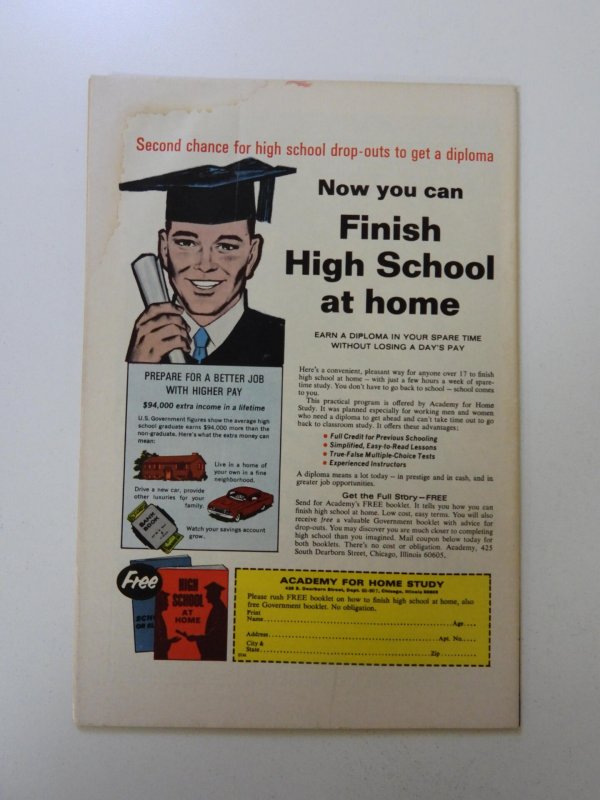 Second chance for high school drop-outs to get a diploma
Now you can
Finish
High School
at home
EARN A DIPLOMA IN YOUR SPARE TIME
WITHOUT LOSING A DAY'S PAY
PREPARE FOR A BETTER JOB
WITH HIGHER PAY
$94,000 extra income in a lifetime
U.S. Government figures show the average high
school graduate earns $94,000 more than the
non-graduate. Here's what the extra money can
mean:
Live in a home of
your own in a fine
neighborhood.
Drive a new car, provide
other luxuries for your
family.
BANK
BOOK
Watch your savings account
grow.
Here's a convenient, pleasant way for anyone over 17 to finish
high school at home — with just a few hours a week of spare-
time study. You don't have to go back to school — school comes
to you.
This practical program is offered by Academy for Home
Study. It was planned especially for working men and women
who need a diploma to get ahead and can't take time out to go
back to classroom study. It offers these advantages:
• Full Credit for Previous Schooling
• Simplified, Easy-to-Read Lessons
• True-False Multiple-Choice Tests
• Experienced Instructors
A diploma means a lot today — in prestige and in cash, and in
greater job opportunities.
Get the Full Story—FREE
Send for Academy's FREE booklet. It tells you how you can
finish high school at home. Low cost, easy terms. You will also
receive free a valuable Government booklet with advice for
drop-outs. You may discover you are much closer to completing
high school than you imagined. Mail coupon below today for
both booklets. There's no cost or obligation. Academy, 425
South Dearborn Street, Chicago, Illinois 60605.
Free
HIGH
SCHOOL
AT
HOME
ACADEMY FOR HOME STUDY
425 S. Dearborn Street, Dept. Chicago, Illinois 60605
Please rush FREE booklet on how to finish high school at home, also
free Government booklet. No obligation.
Print
Name Age
Address Apt. No.
City &
State Zip